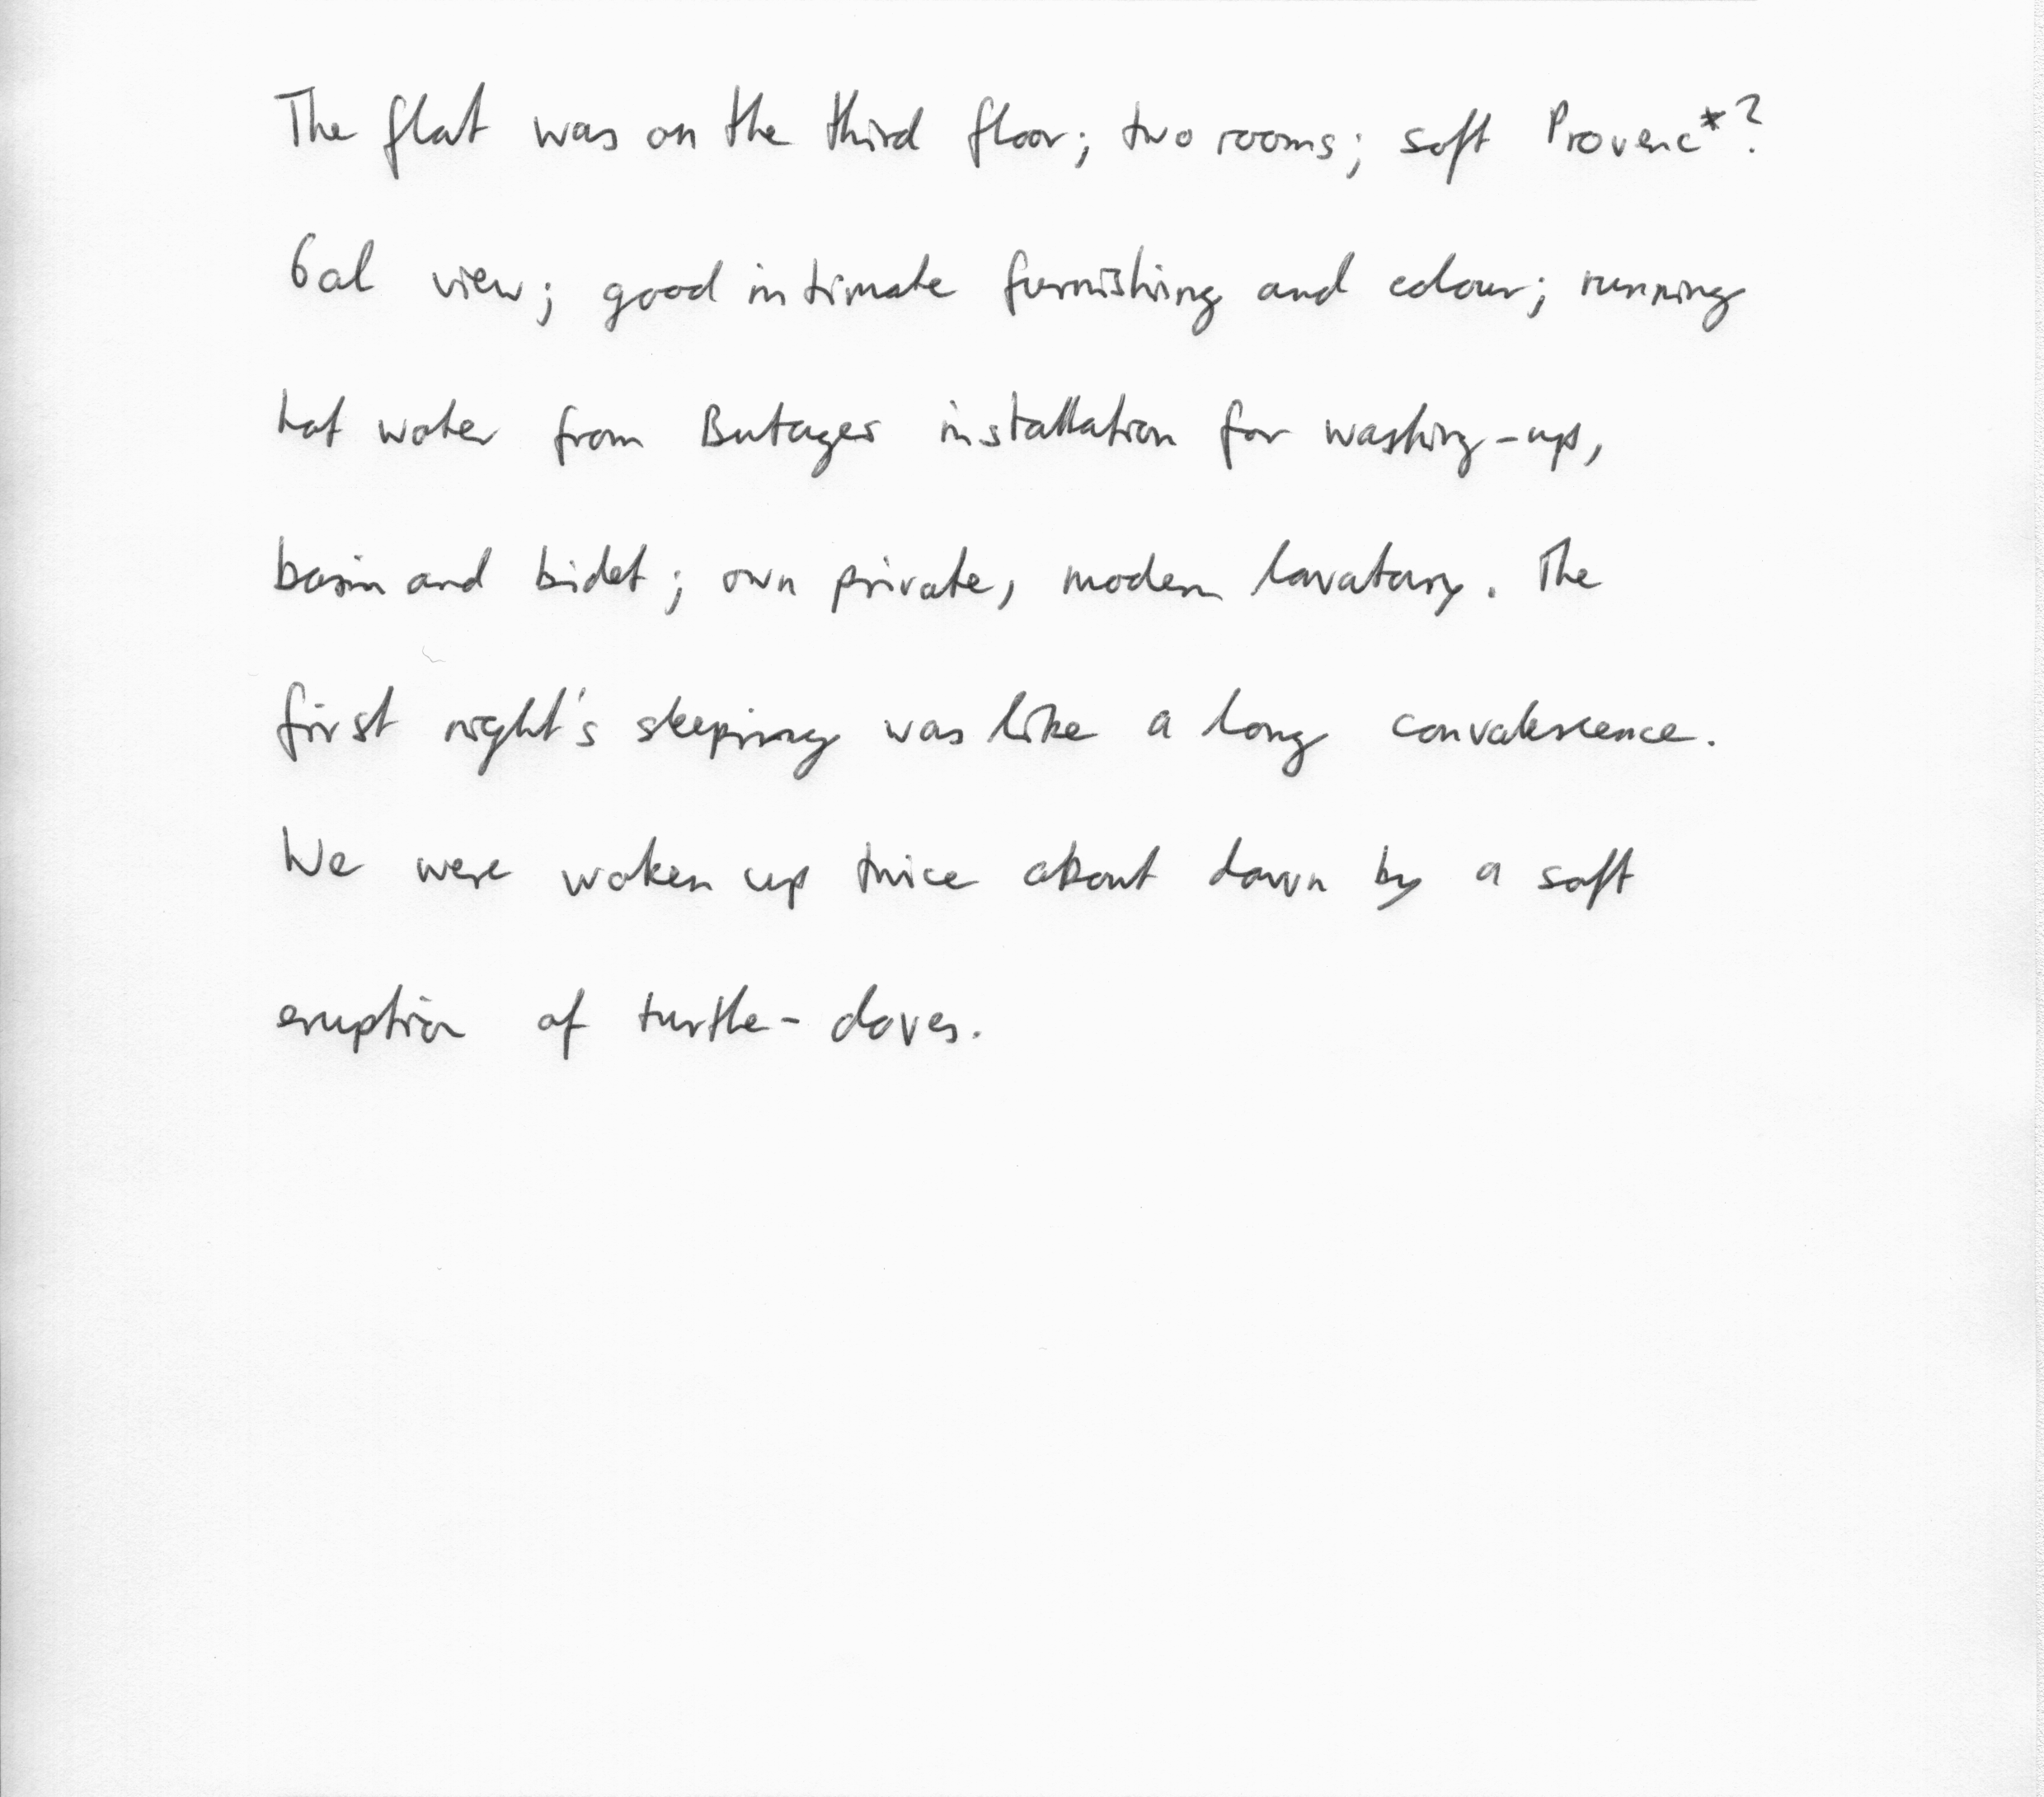 The flat was on the third floor; two rooms; soft Provenc*?
6al view; good intimate furnishing and colour; running
hot water from Butages installation for washing-up,
basin and bidet; own private, modern lavatory. The
first night's sleeping was like a long convalescence.
We were woken up twice about dawn by a soft
eruption of turtle-doves.